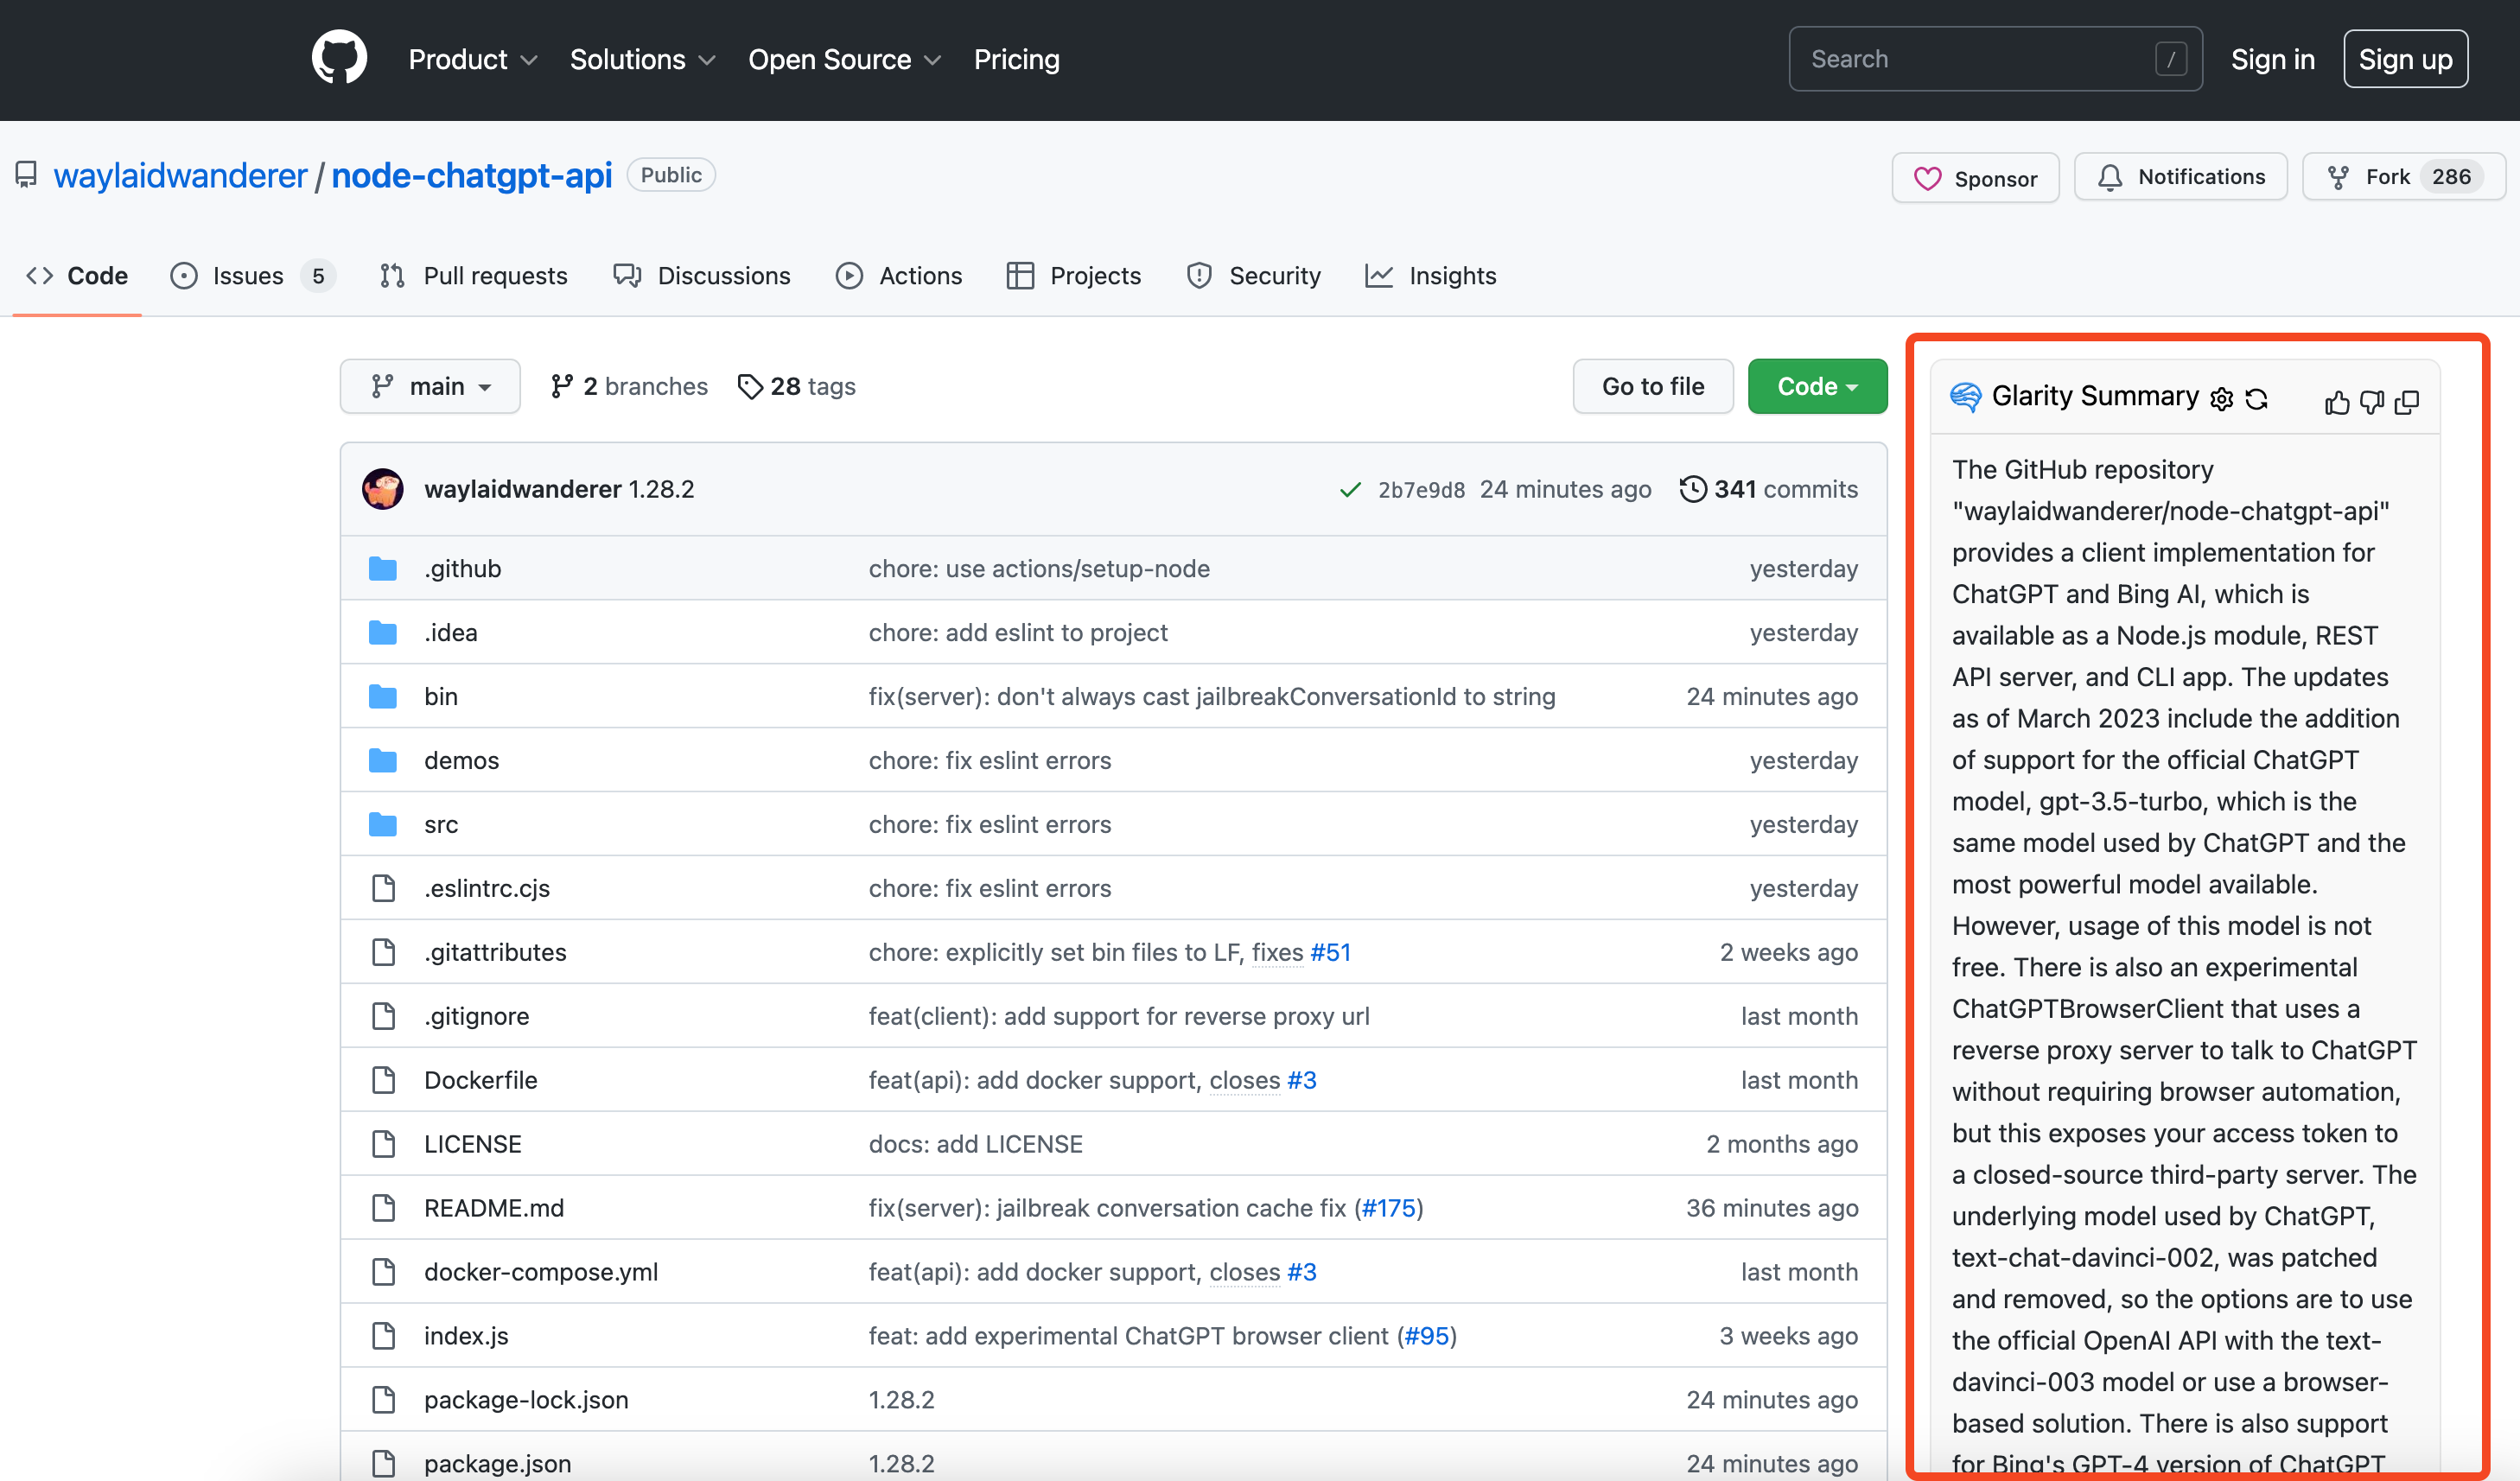 Product Solutions Open Source Pricing Search / Sign in Sign up
waylaidwanderer / node-chatgpt-api Public Sponsor Notifications Fork 286
Code Issues 5 Pull requests Discussions Actions Projects Security Insights
main 2 branches 28 tags Go to file Code
waylaidwanderer 1.28.2 2b7e9d8 24 minutes ago 341 commits
.github chore: use actions/setup-node yesterday
.idea chore: add eslint to project yesterday
bin fix(server): don't always cast jailbreakConversationId to string 24 minutes ago
demos chore: fix eslint errors yesterday
src chore: fix eslint errors yesterday
.eslintrc.cjs chore: fix eslint errors yesterday
.gitattributes chore: explicitly set bin files to LF, fixes #51 2 weeks ago
.gitignore feat(client): add support for reverse proxy url last month
Dockerfile feat(api): add docker support, closes #3 last month
LICENSE docs: add LICENSE 2 months ago
README.md fix(server): jailbreak conversation cache fix (#175) 36 minutes ago
docker-compose.yml feat(api): add docker support, closes #3 last month
index.js feat: add experimental ChatGPT browser client (#95) 3 weeks ago
package-lock.json 1.28.2 24 minutes ago
package.json 1.28.2 24 minutes ago
Glarity Summary
The GitHub repository
"waylaidwanderer/node-chatgpt-api"
provides a client implementation for
ChatGPT and Bing AI, which is
available as a Node.js module, REST
API server, and CLI app. The updates
as of March 2023 include the addition
of support for the official ChatGPT
model, gpt-3.5-turbo, which is the
same model used by ChatGPT and the
most powerful model available.
However, usage of this model is not
free. There is also an experimental
ChatGPTBrowserClient that uses a
reverse proxy server to talk to ChatGPT
without requiring browser automation,
but this exposes your access token to
a closed-source third-party server. The
underlying model used by ChatGPT,
text-chat-davinci-002, was patched
and removed, so the options are to use
the official OpenAI API with the text-
davinci-003 model or use a browser-
based solution. There is also support
for Bing's GPT-4 version of ChatGPT